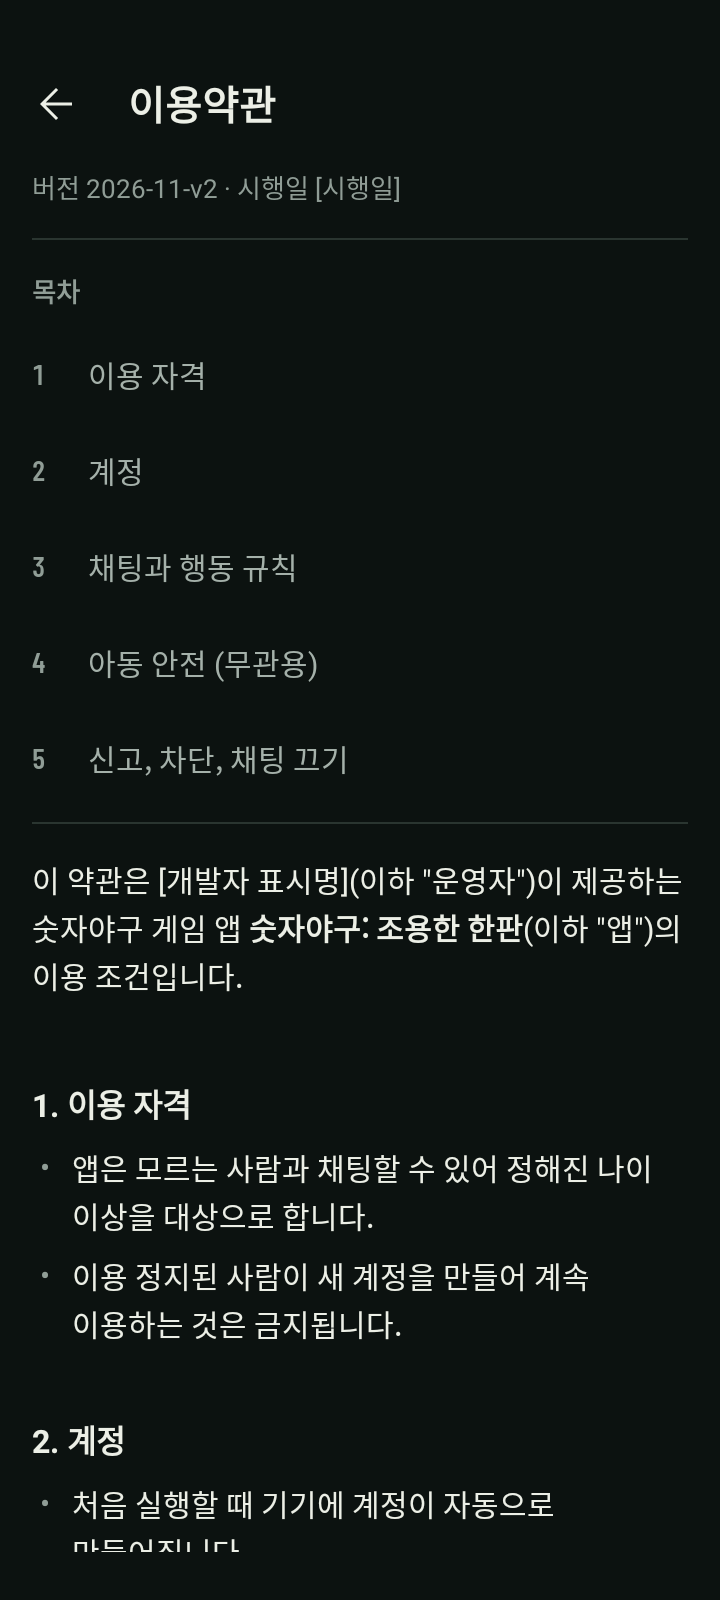 이용약관
버전 2026-11-v2 · 시행일 [시행일]
목차
1 이용 자격
2 계정
3 채팅과 행동 규칙
4 아동 안전 (무관용)
5 신고, 차단, 채팅 끄기
이 약관은 [개발자 표시명](이하 "운영자")이 제공하는
숫자야구 게임 앱 숫자야구: 조용한 한판(이하 "앱")의
이용 조건입니다.
1. 이용 자격
• 앱은 모르는 사람과 채팅할 수 있어 정해진 나이
이상을 대상으로 합니다.
• 이용 정지된 사람이 새 계정을 만들어 계속
이용하는 것은 금지됩니다.
2. 계정
• 처음 실행할 때 기기에 계정이 자동으로
만들어집니다